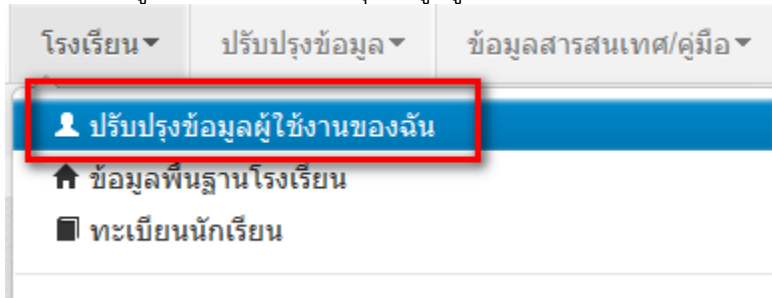 โรงเรียน ปรับปรุงข้อมูล ข้อมูลสารสนเทศ/คู่มือ
ปรับปรุงข้อมูลผู้ใช้งานของฉัน
ข้อมูลพื้นฐานโรงเรียน
ทะเบียนนักเรียน